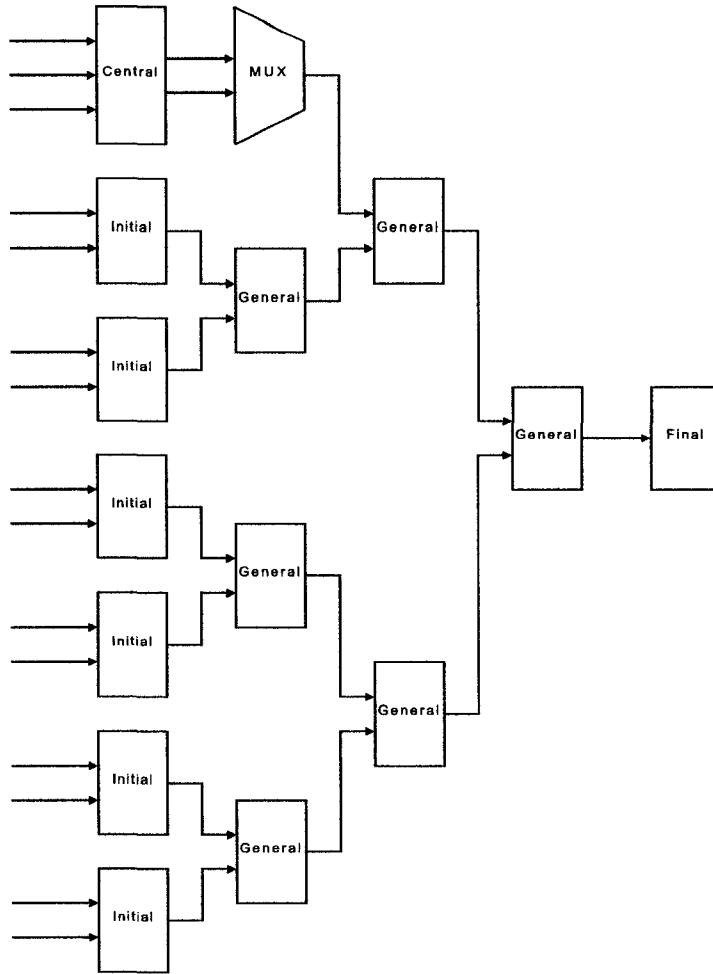 Central
MUX
Initial
General
General
Initial
General
Final
Initial
General
Initial
General
Initial
General
Initial